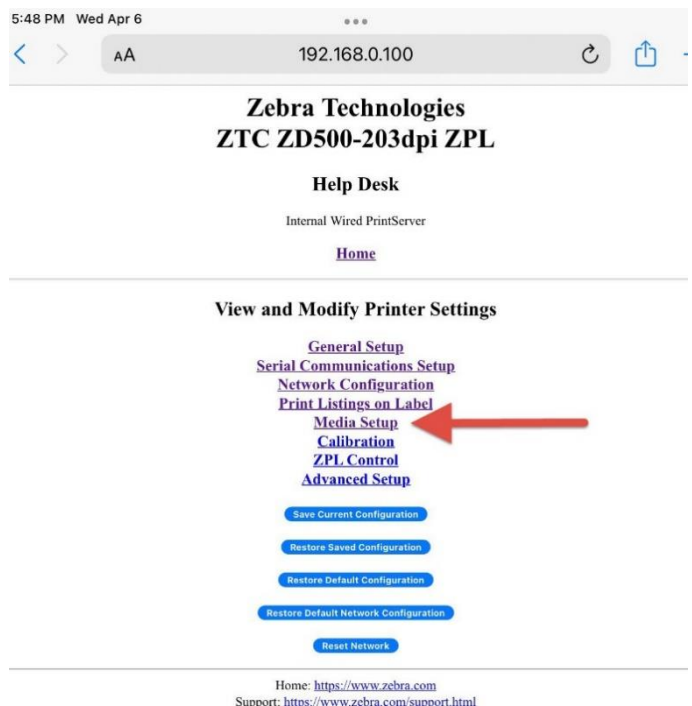 5:48 PM Wed Apr 6
AA
192.168.0.100
Zebra Technologies
ZTC ZD500-203dpi ZPL
Help Desk
Internal Wired PrintServer
Home
View and Modify Printer Settings
General Setup
Serial Communications Setup
Network Configuration
Print Listings on Label
Media Setup
Calibration
ZPL Control
Advanced Setup
Save Current Configuration
Restore Saved Configuration
Restore Default Configuration
Restore Default Network Configuration
Reset Network
Home: https://www.zebra.com
Support: https://www.zebra.com/support.html